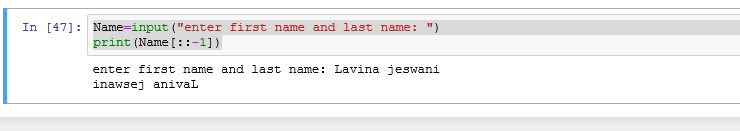 In [47]: Name=input("enter first name and last name: ")
print(Name[::-1])
enter first name and last name: Lavina jeswani
inawsej anivaL